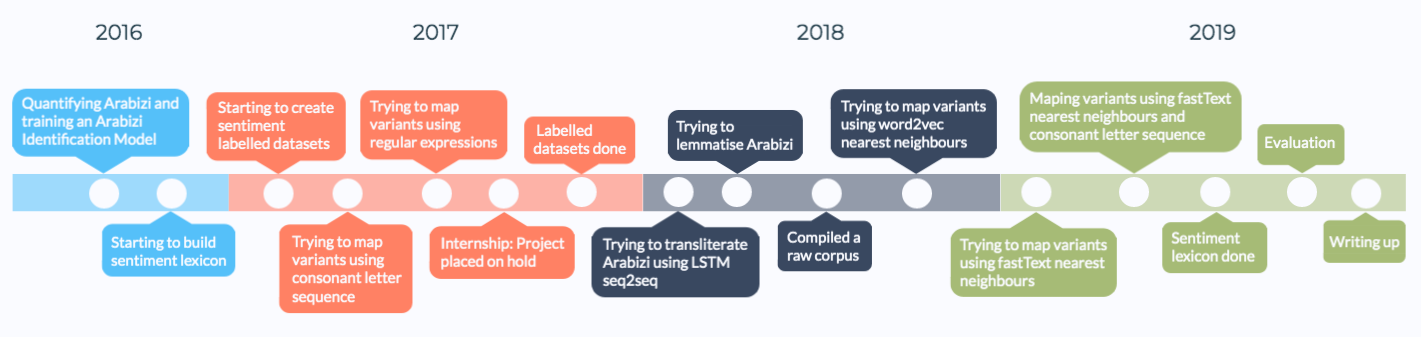 2016
2017
2018
2019
Quantifying Arabizi and
training an Arabizi
Identification Model
Starting to build
sentiment lexicon
Starting to create
sentiment
labelled datasets
Trying to map
variants using
consonant letter
sequence
Trying to map
variants using
regular expressions
Internship: Project
placed on hold
Labelled
datasets done
Trying to transliterate
Arabizi using LSTM
seq2seq
Trying to
lemmatise Arabizi
Compiled a
raw corpus
Trying to map variants
using word2vec
nearest neighbours
Trying to map variants
using fastText nearest
neighbours
Maping variants using fastText
nearest neighbours and
consonant letter sequence
Sentiment
lexicon done
Evaluation
Writing up